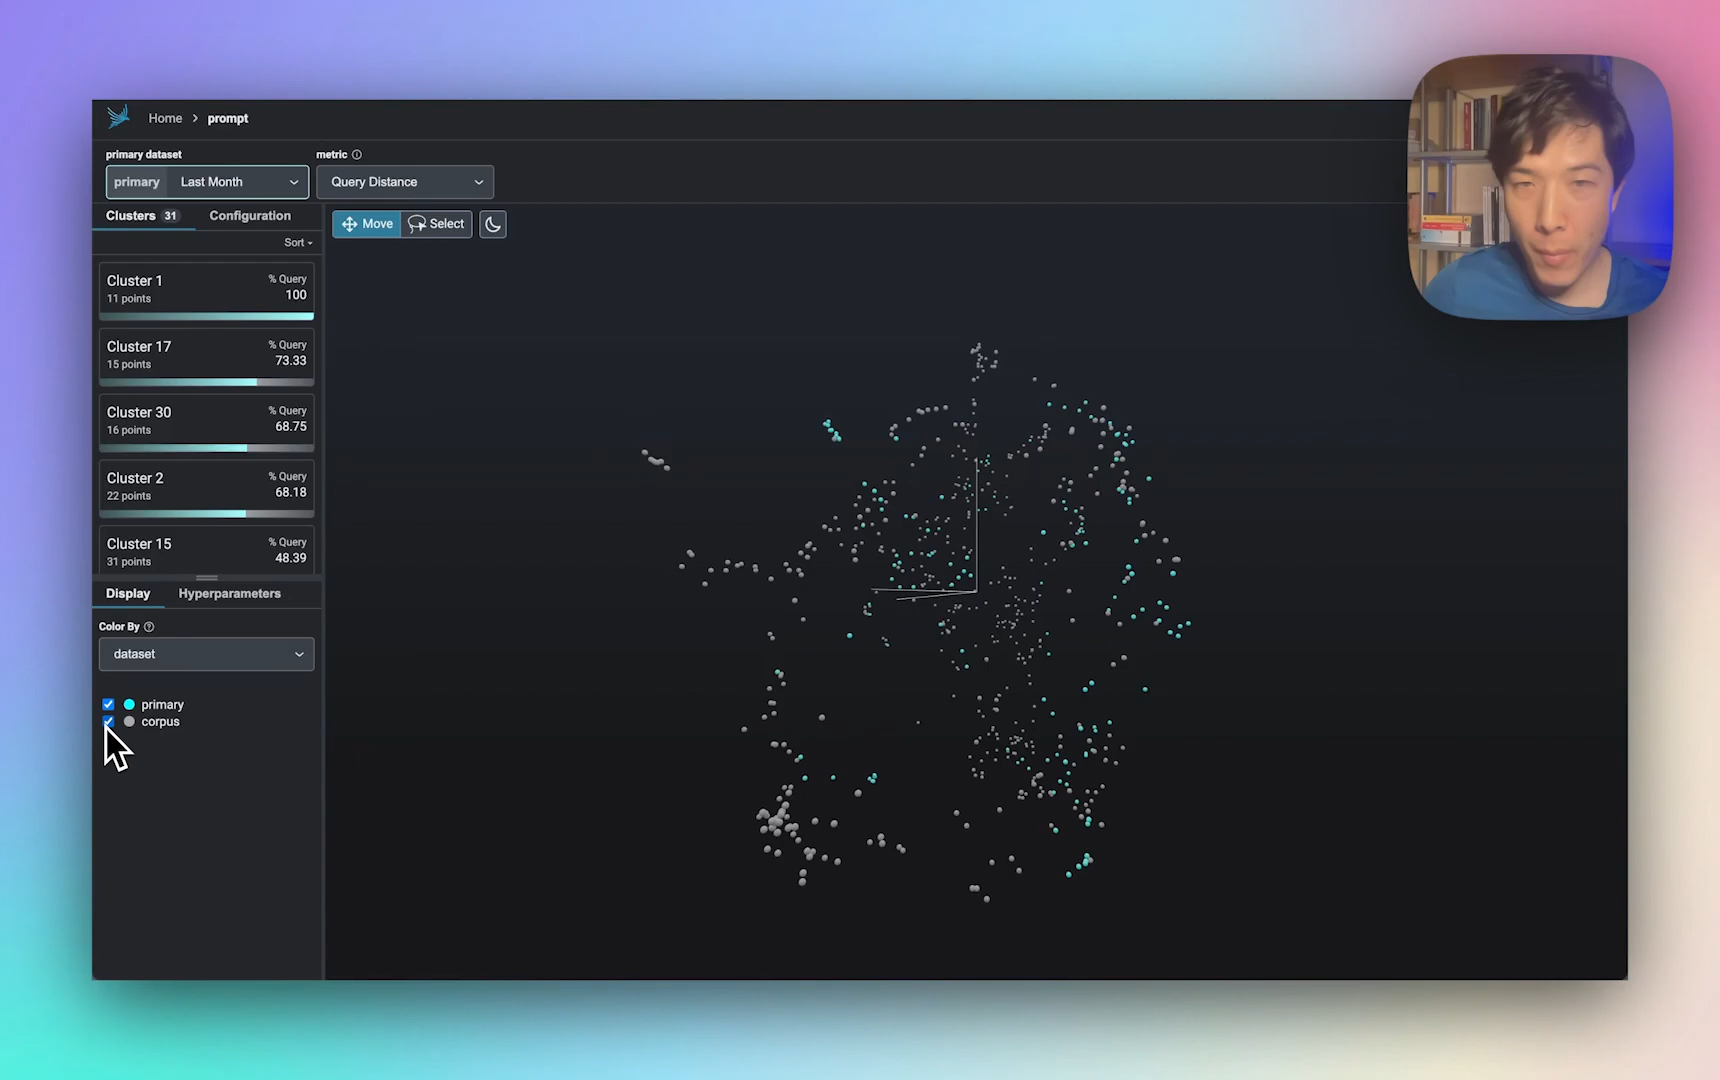 Home > prompt
primary dataset
metric
primary Last Month
Query Distance
Clusters 31
Configuration
Move
Select
Sort
Cluster 1
% Query
11 points
100
Cluster 17
% Query
15 points
73.33
Cluster 30
% Query
16 points
68.75
Cluster 2
% Query
22 points
68.18
Cluster 15
% Query
31 points
48.39
Display
Hyperparameters
Color By
dataset
primary
corpus